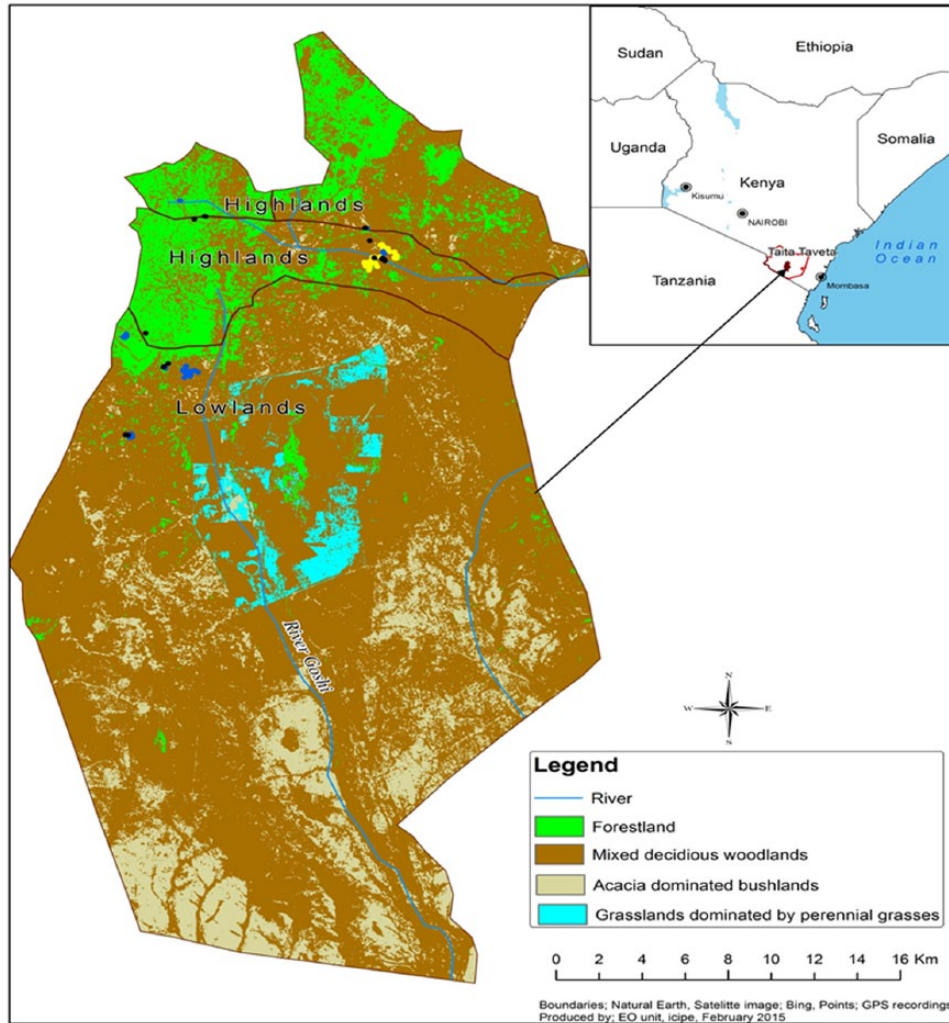 Sudan
Ethiopia
Uganda
Somalia
Kenya
Kisumu
NAIROBI
Taita Taveta
Indian
Ocean
Tanzania
Mombasa
Highlands
Highlands
Lowlands
River Goshi
N
W E
S
Legend
River
Forestland
Mixed decidious woodlands
Acacia dominated bushlands
Grasslands dominated by perennial grasses
0 2 4 6 8 10 12 14 16 Km
Boundaries; Natural Earth, Satelitte image; Bing, Points; GPS recordings
Produced by; EO unit, icipe, February 2015